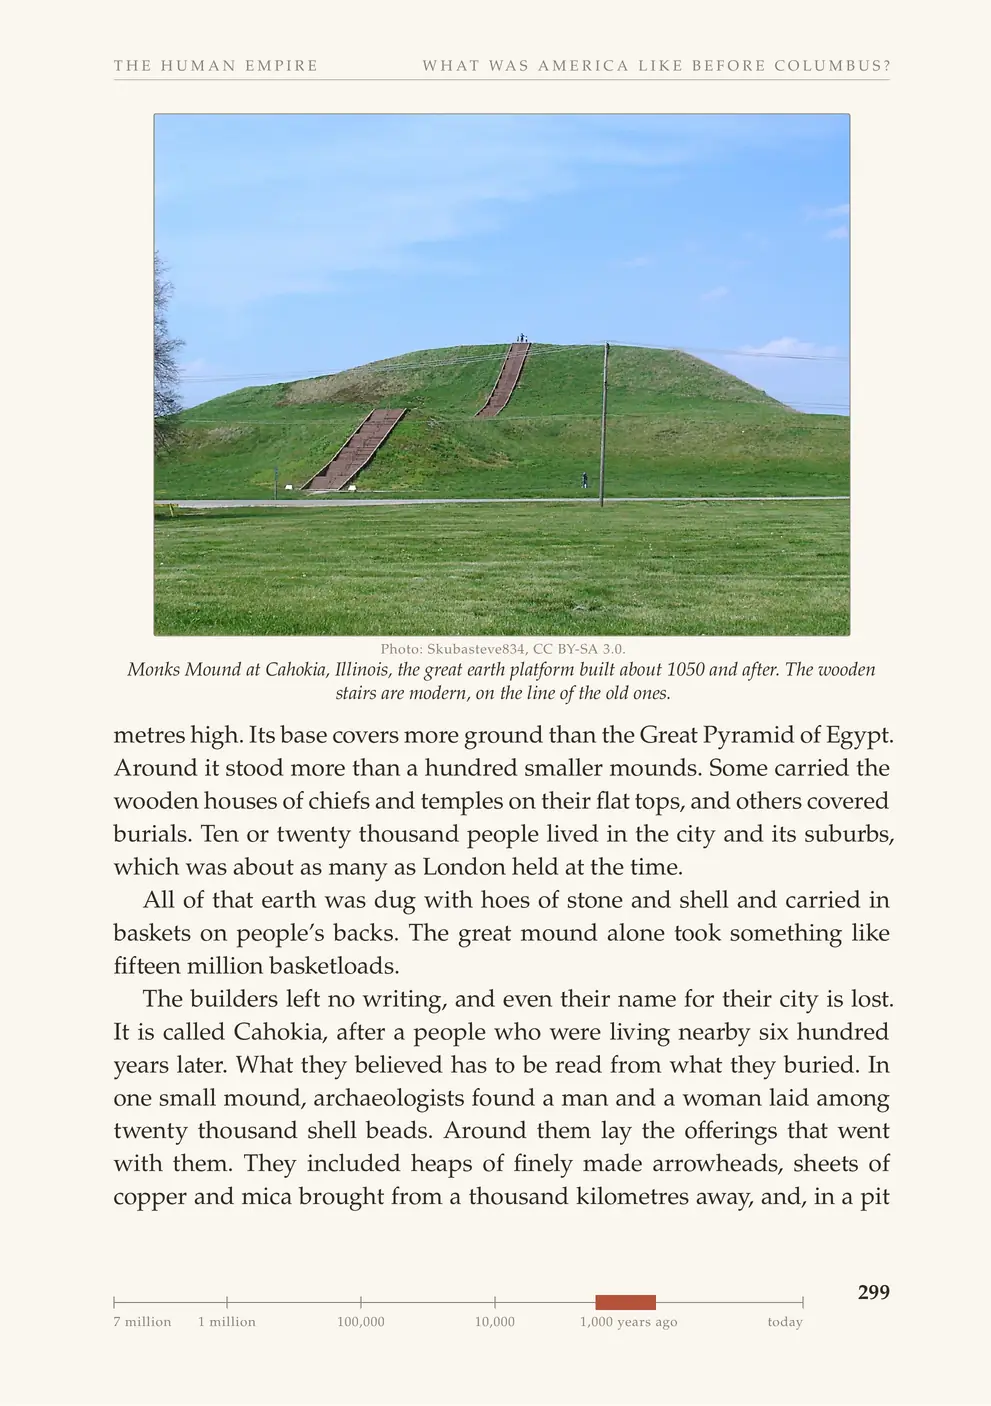 THE HUMAN EMPIRE
WHAT WAS AMERICA LIKE BEFORE COLUMBUS?
Photo: Skubasteve834, CC BY-SA 3.0.
Monks Mound at Cahokia, Illinois, the great earth platform built about 1050 and after. The wooden
stairs are modern, on the line of the old ones.
metres high. Its base covers more ground than the Great Pyramid of Egypt.
Around it stood more than a hundred smaller mounds. Some carried the
wooden houses of chiefs and temples on their flat tops, and others covered
burials. Ten or twenty thousand people lived in the city and its suburbs,
which was about as many as London held at the time.
All of that earth was dug with hoes of stone and shell and carried in
baskets on people’s backs. The great mound alone took something like
fifteen million basketloads.
The builders left no writing, and even their name for their city is lost.
It is called Cahokia, after a people who were living nearby six hundred
years later. What they believed has to be read from what they buried. In
one small mound, archaeologists found a man and a woman laid among
twenty thousand shell beads. Around them lay the offerings that went
with them. They included heaps of finely made arrowheads, sheets of
copper and mica brought from a thousand kilometres away, and, in a pit
299
7 million 1 million 100,000 10,000 1,000 years ago today